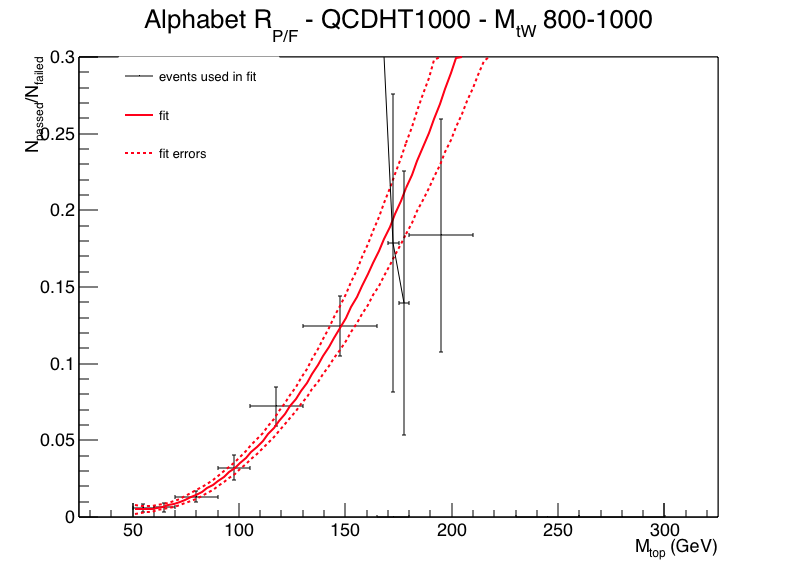 Alphabet R_P/F - QCDHT1000 - M_tW 800-1000
N_passed/N_failed
events used in fit
fit
fit errors
0.3
0.25
0.2
0.15
0.1
0.05
0
50 100 150 200 250 300
M_top (GeV)